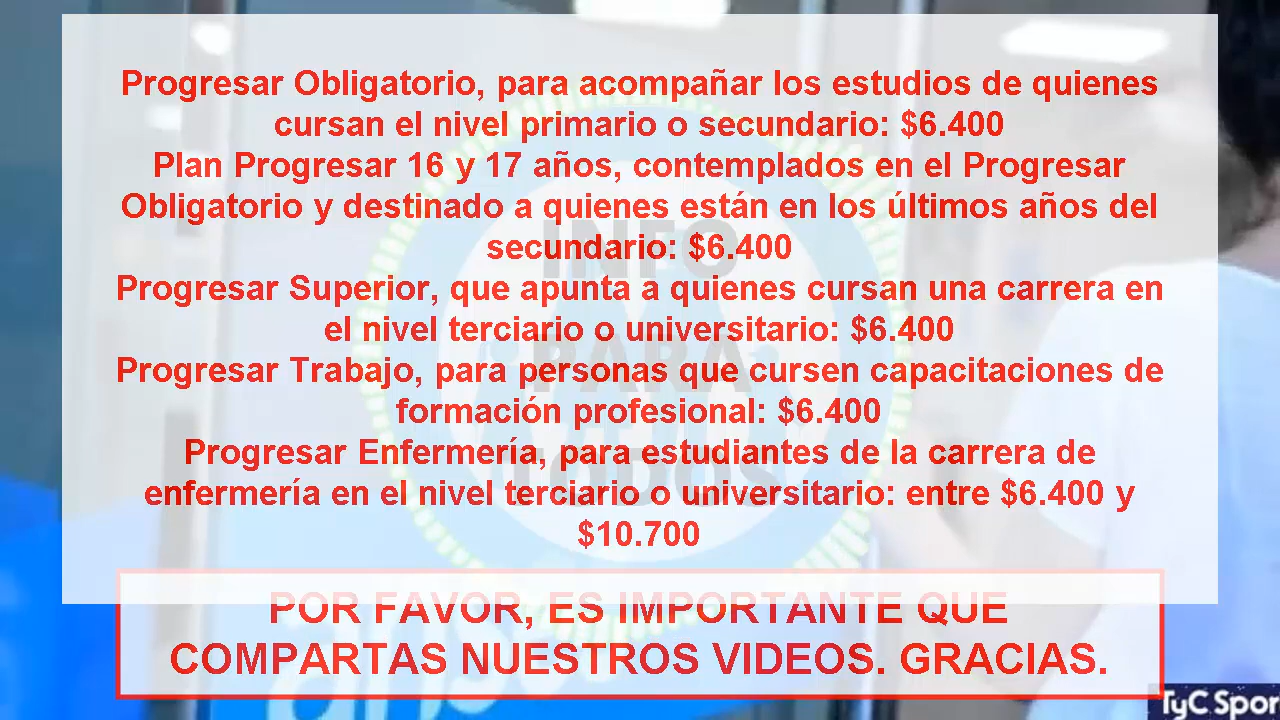 Progresar Obligatorio, para acompañar los estudios de quienes
cursan el nivel primario o secundario: $6.400
Plan Progresar 16 y 17 años, contemplados en el Progresar
Obligatorio y destinado a quienes están en los últimos años del
secundario: $6.400
Progresar Superior, que apunta a quienes cursan una carrera en
el nivel terciario o universitario: $6.400
Progresar Trabajo, para personas que cursen capacitaciones de
formación profesional: $6.400
Progresar Enfermería, para estudiantes de la carrera de
enfermería en el nivel terciario o universitario: entre $6.400 y
$10.700
INFO
PARA
TODOS
POR FAVOR, ES IMPORTANTE QUE
COMPARTAS NUESTROS VIDEOS. GRACIAS.
TyC Spor